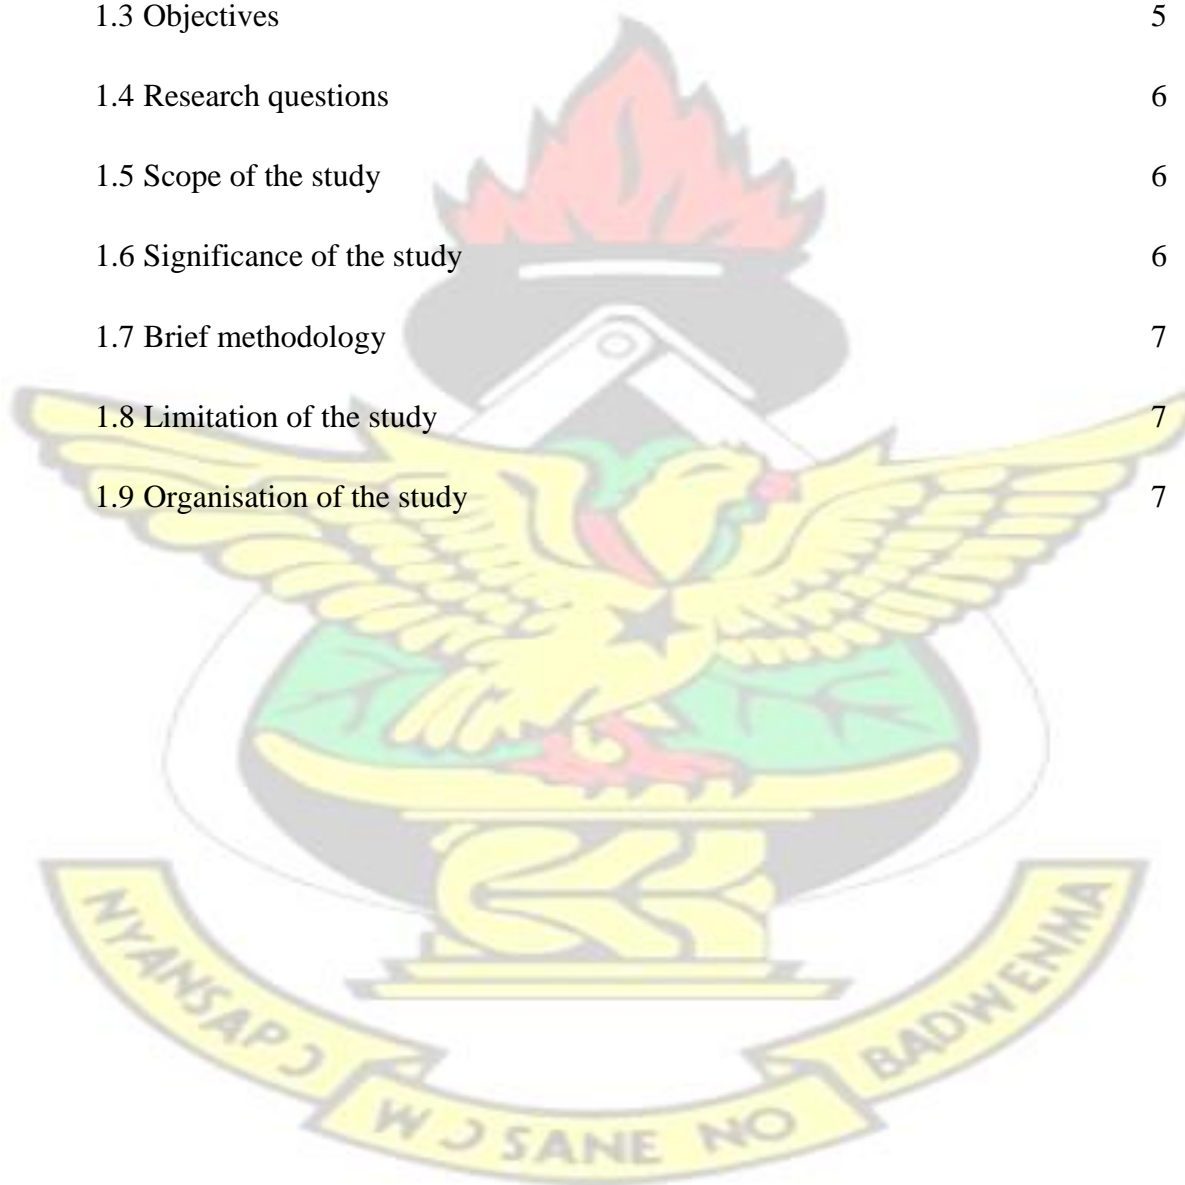 1.3 Objectives 5
1.4 Research questions 6
1.5 Scope of the study 6
1.6 Significance of the study 6
1.7 Brief methodology 7
1.8 Limitation of the study 7
1.9 Organisation of the study 7
NYANSAPƆ
WƆSANE NO
BADWENMA